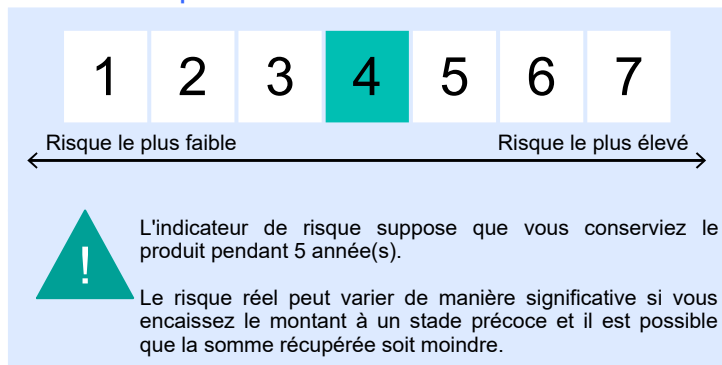 1 2 3 4 5 6 7
Risque le plus faible Risque le plus élevé
!
L'indicateur de risque suppose que vous conserviez le
produit pendant 5 année(s).
Le risque réel peut varier de manière significative si vous
encaissez le montant à un stade précoce et il est possible
que la somme récupérée soit moindre.